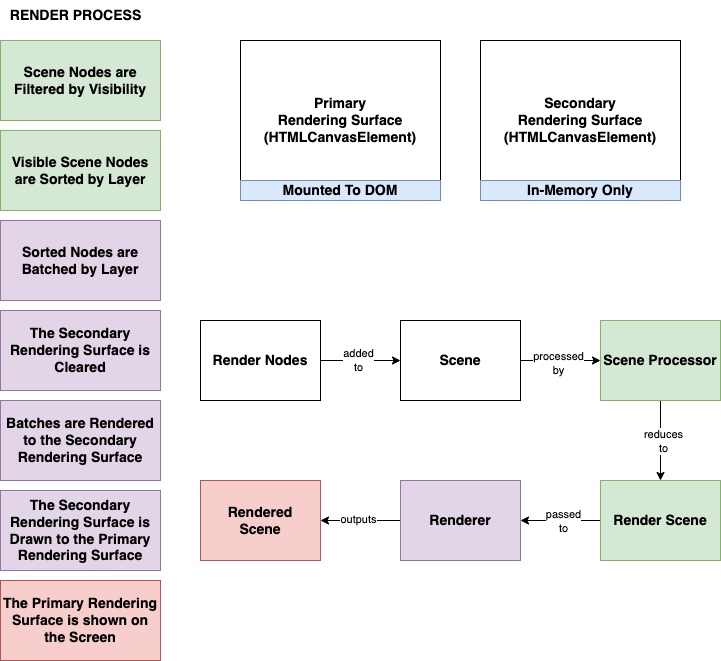 RENDER PROCESS
Scene Nodes are
Filtered by Visibility
Visible Scene Nodes
are Sorted by Layer
Sorted Nodes are
Batched by Layer
The Secondary
Rendering Surface is
Cleared
Batches are Rendered
to the Secondary
Rendering Surface
The Secondary
Rendering Surface is
Drawn to the Primary
Rendering Surface
The Primary Rendering
Surface is shown on
the Screen
Primary
Rendering Surface
(HTMLCanvasElement)
Mounted To DOM
Secondary
Rendering Surface
(HTMLCanvasElement)
In-Memory Only
Render Nodes
added
to
Scene
processed
by
Scene Processor
reduces
to
Render Scene
passed
to
Renderer
outputs
Rendered
Scene